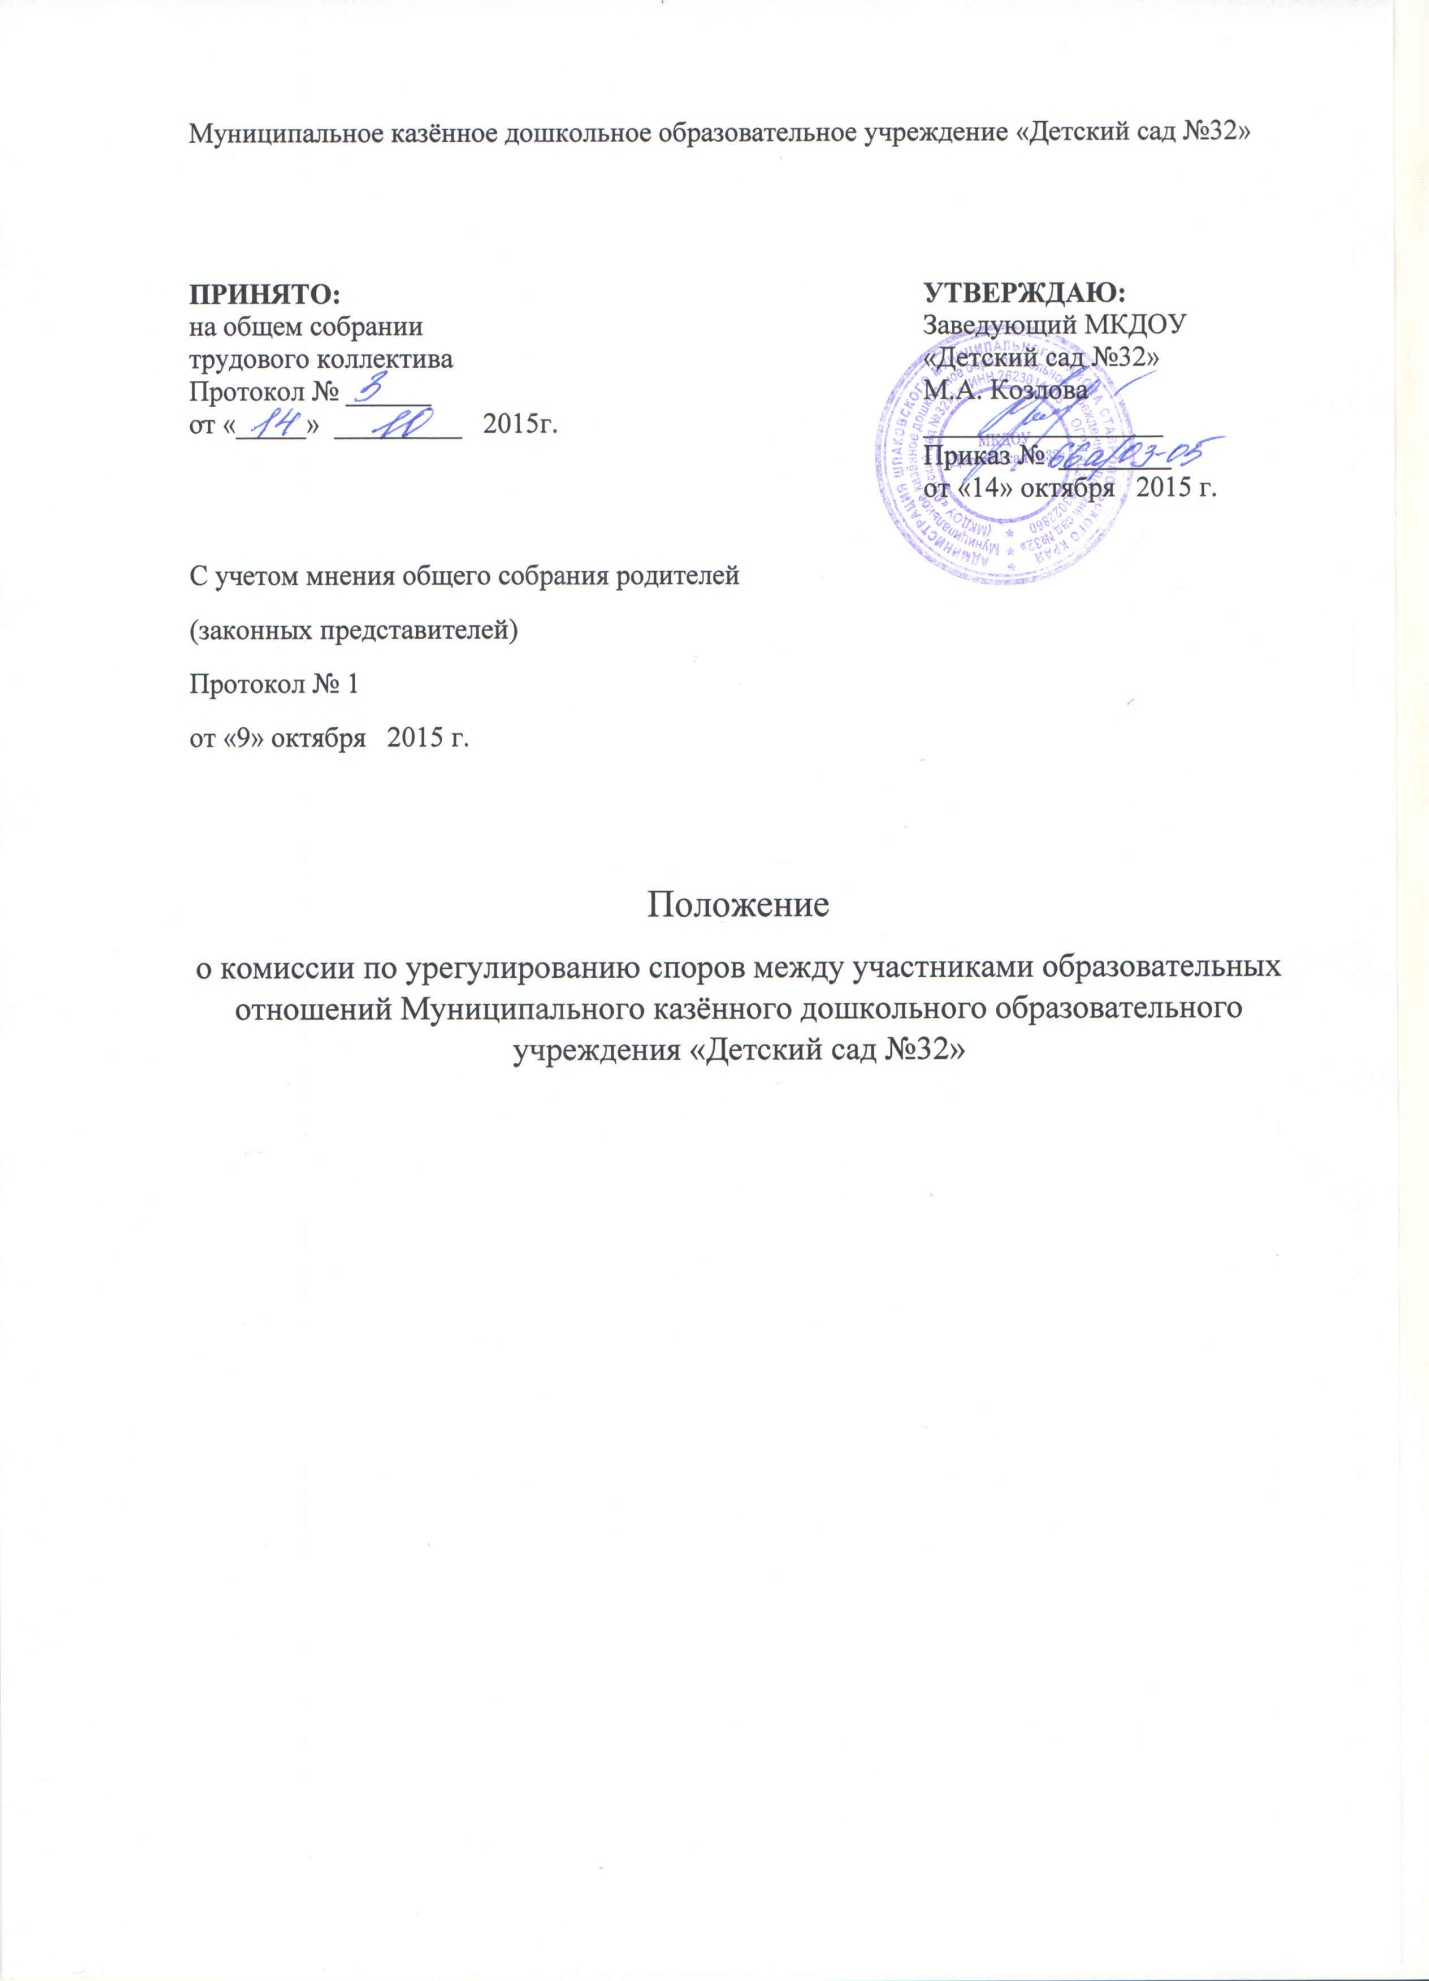 Муниципальное казённое дошкольное образовательное учреждение «Детский сад №32»
ПРИНЯТО:
на общем собрании
трудового коллектива
Протокол № 3
от «14» 10 2015г.
УТВЕРЖДАЮ:
Заведующий МКДОУ
«Детский сад №32»
М.А. Козлова
Приказ № 66а/03-05
от «14» октября 2015 г.
С учетом мнения общего собрания родителей
(законных представителей)
Протокол № 1
от «9» октября 2015 г.
Положение
о комиссии по урегулированию споров между участниками образовательных
отношений Муниципального казённого дошкольного образовательного
учреждения «Детский сад №32»